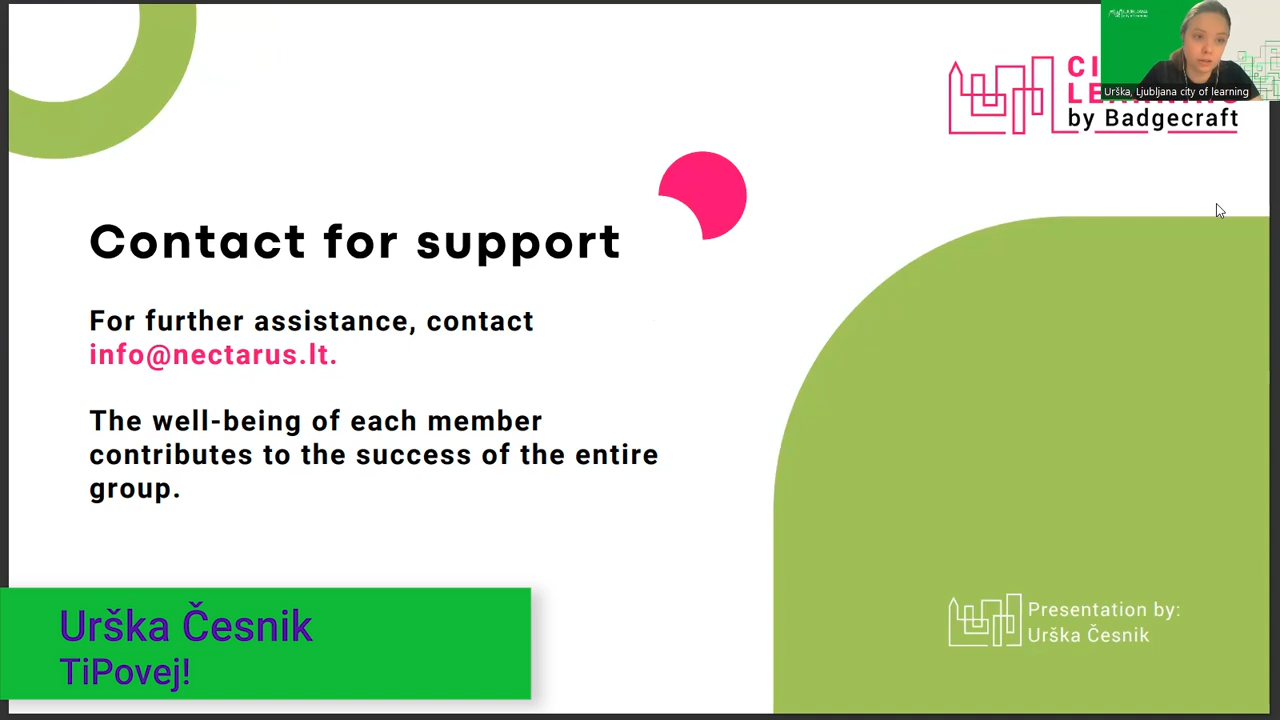 CI
LEARNING
by Badgecraft
Urška, Ljubljana city of learning
Contact for support
For further assistance, contact
info@nectarus.lt.
The well-being of each member
contributes to the success of the entire
group.
Urška Česnik
TiPovej!
Presentation by:
Urška Česnik